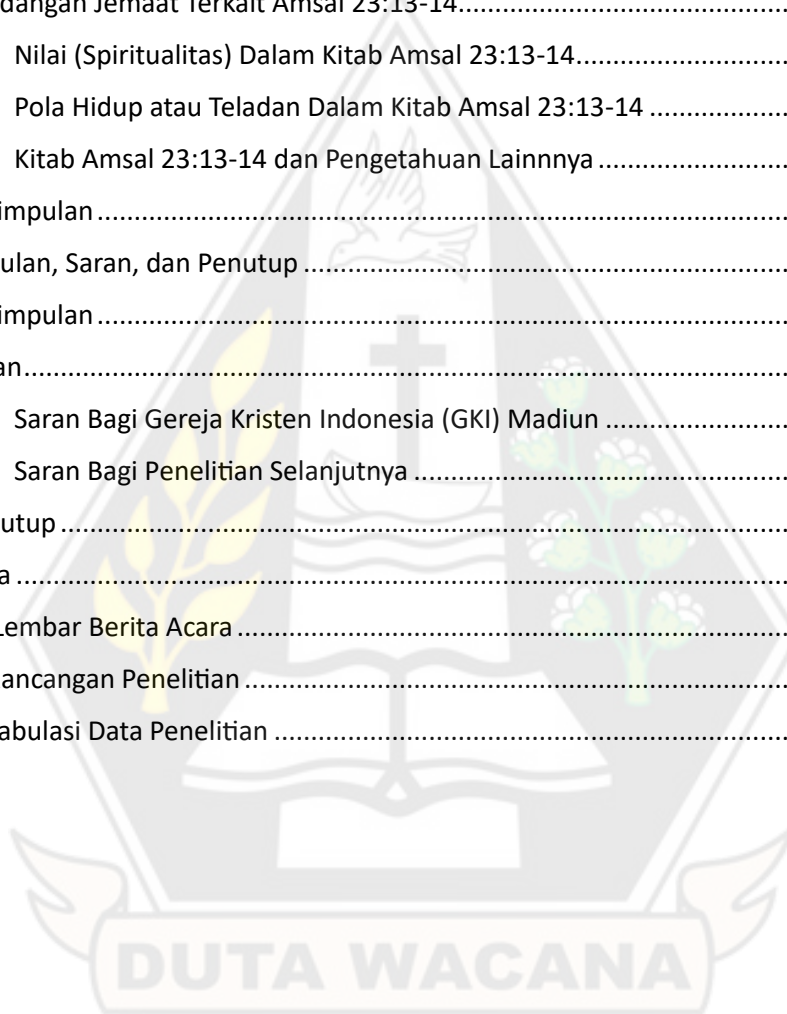 dangan Jemaat Terkait Amsal 23:13-14...............................................
Nilai (Spiritualitas) Dalam Kitab Amsal 23:13-14...............................
Pola Hidup atau Teladan Dalam Kitab Amsal 23:13-14 ....................
Kitab Amsal 23:13-14 dan Pengetahuan Lainnnya............................
impulan.....................................................................................................
ulan, Saran, dan Penutup .......................................................................
impulan.....................................................................................................
an...............................................................................................................
Saran Bagi Gereja Kristen Indonesia (GKI) Madiun ...........................
Saran Bagi Penelitian Selanjutnya ......................................................
utup ..........................................................................................................
a ................................................................................................................
Lembar Berita Acara ................................................................................
ancangan Penelitian ...............................................................................
abulasi Data Penelitian ..........................................................................
DUTA WACANA